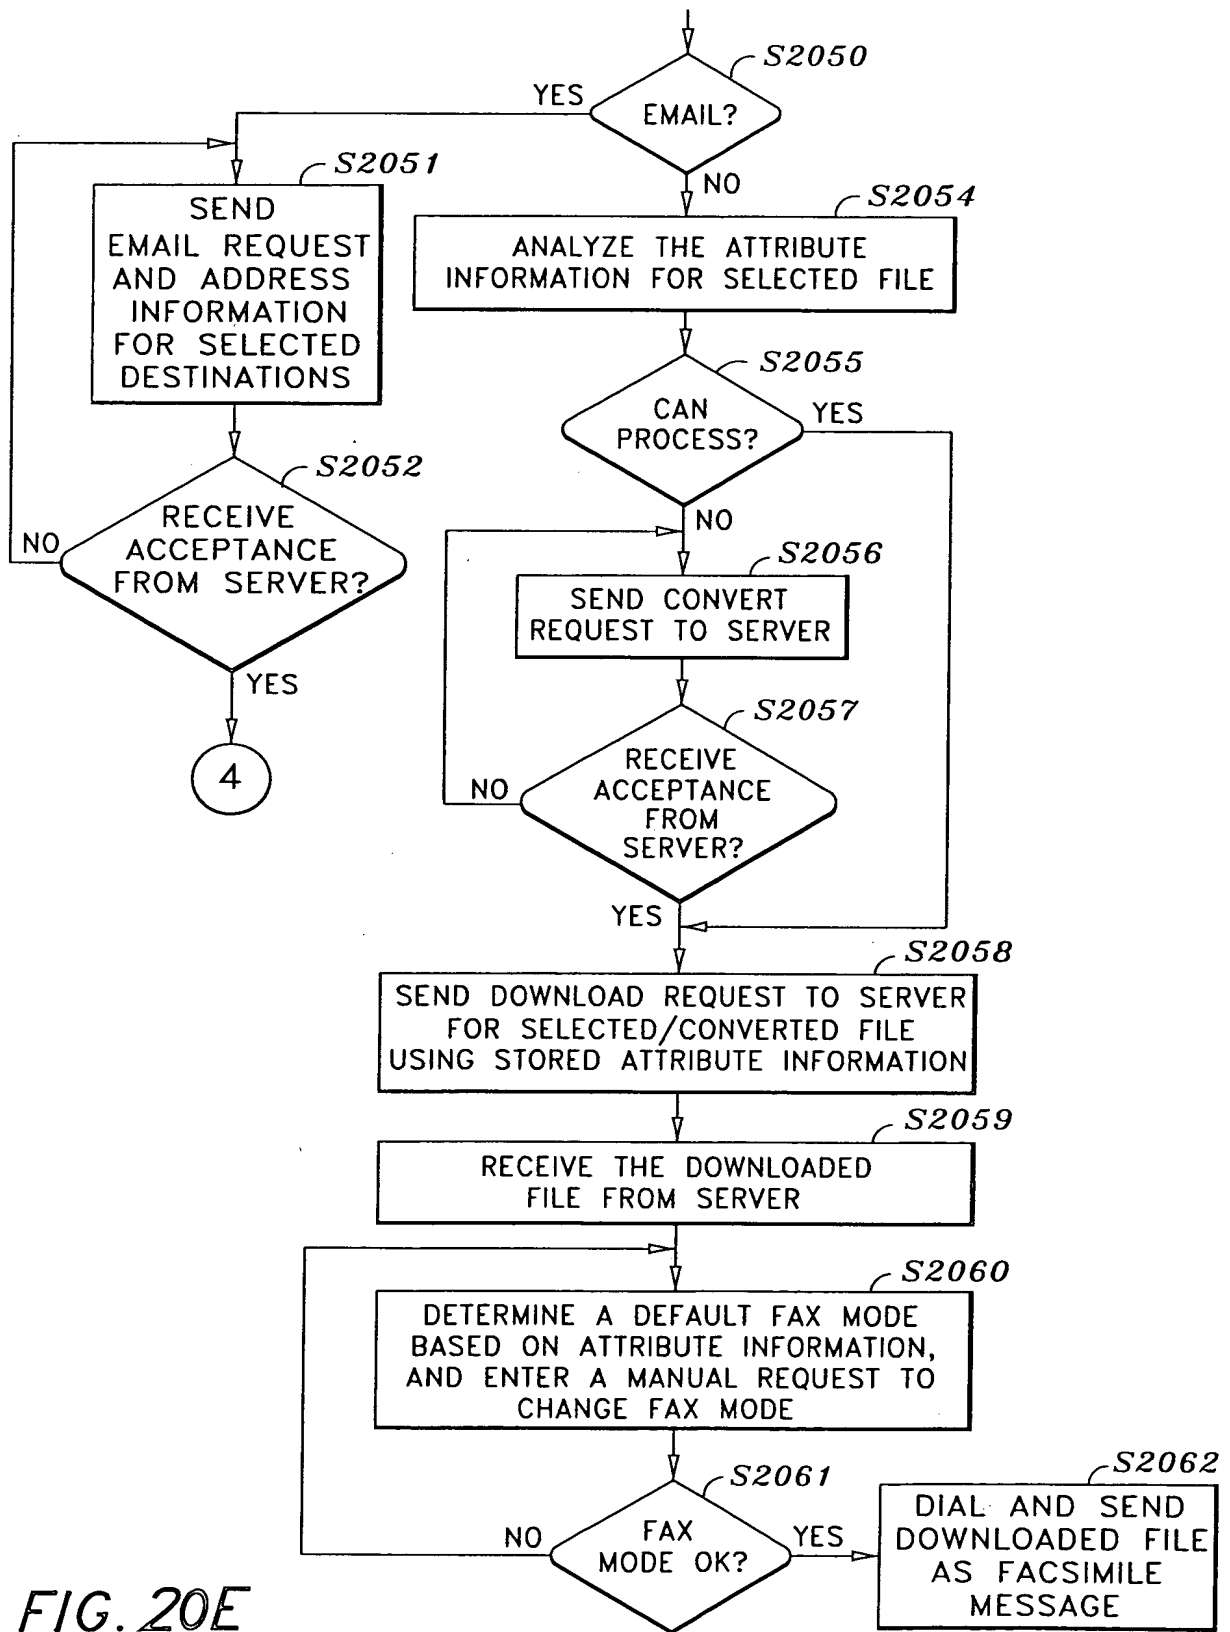 S2050
YES
EMAIL?
NO
S2051
SEND
EMAIL REQUEST
AND ADDRESS
INFORMATION
FOR SELECTED
DESTINATIONS
S2052
RECEIVE
ACCEPTANCE
FROM SERVER?
NO
YES
4
S2054
ANALYZE THE ATTRIBUTE
INFORMATION FOR SELECTED FILE
S2055
CAN
PROCESS?
YES
NO
S2056
SEND CONVERT
REQUEST TO SERVER
S2057
RECEIVE
ACCEPTANCE
FROM
SERVER?
NO
YES
S2058
SEND DOWNLOAD REQUEST TO SERVER
FOR SELECTED/CONVERTED FILE
USING STORED ATTRIBUTE INFORMATION
S2059
RECEIVE THE DOWNLOADED
FILE FROM SERVER
S2060
DETERMINE A DEFAULT FAX MODE
BASED ON ATTRIBUTE INFORMATION,
AND ENTER A MANUAL REQUEST TO
CHANGE FAX MODE
S2061
FAX
MODE OK?
NO
YES
S2062
DIAL AND SEND
DOWNLOADED FILE
AS FACSIMILE
MESSAGE
FIG. 20E